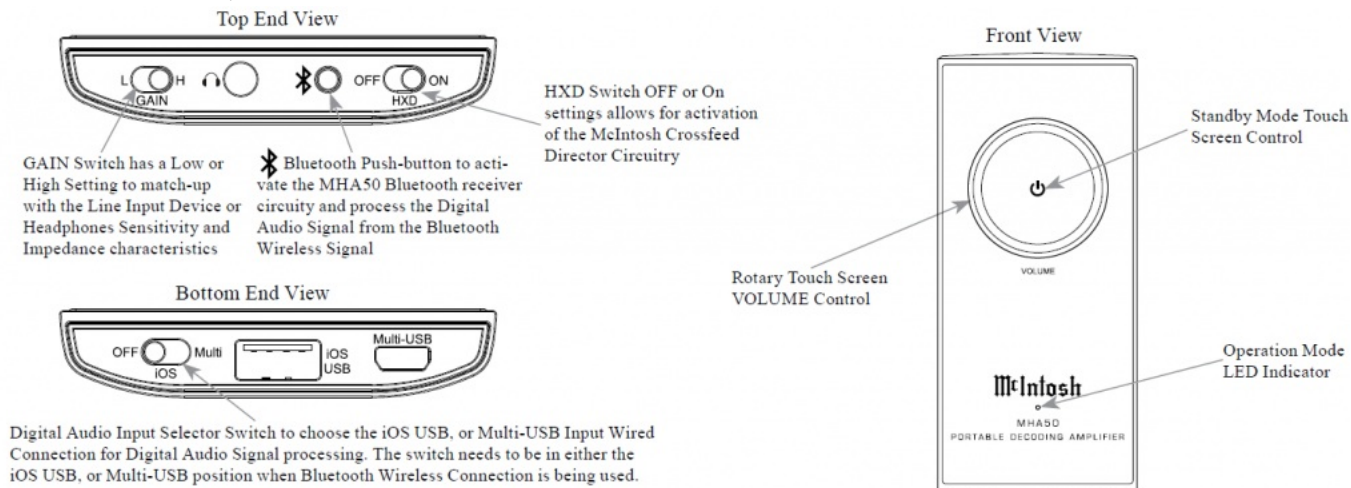 Top End View
L H
GAIN
OFF ON
HXD
HXD Switch OFF or On
settings allows for activation
of the McIntosh Crossfeed
Director Circuitry
GAIN Switch has a Low or
High Setting to match-up
with the Line Input Device or
Headphones Sensitivity and
Impedance characteristics
Bluetooth Push-button to acti-
vate the MHA50 Bluetooth receiver
circuity and process the Digital
Audio Signal from the Bluetooth
Wireless Signal
Bottom End View
OFF Multi
iOS
iOS
USB
Multi-USB
Digital Audio Input Selector Switch to choose the iOS USB, or Multi-USB Input Wired
Connection for Digital Audio Signal processing. The switch needs to be in either the
iOS USB, or Multi-USB position when Bluetooth Wireless Connection is being used.
Front View
Standby Mode Touch
Screen Control
VOLUME
Rotary Touch Screen
VOLUME Control
Operation Mode
LED Indicator
McIntosh
MHA50
PORTABLE DECODING AMPLIFIER